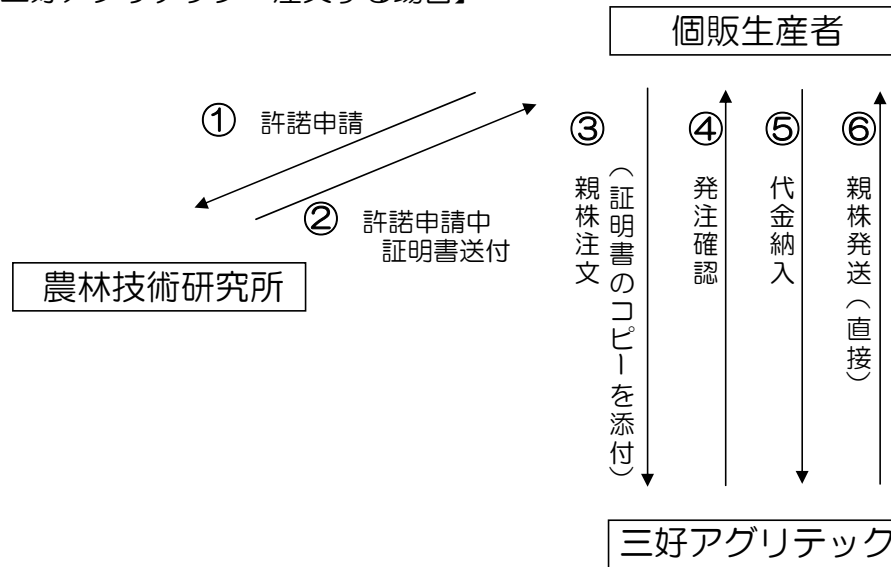 個販生産者
① 許諾申請
② 許諾申請中
証明書送付
農林技術研究所
③ 親株注文
（証明書のコピーを添付）
④ 発注確認
⑤ 代金納入
⑥ 親株発送（直接）
三好アグリテック